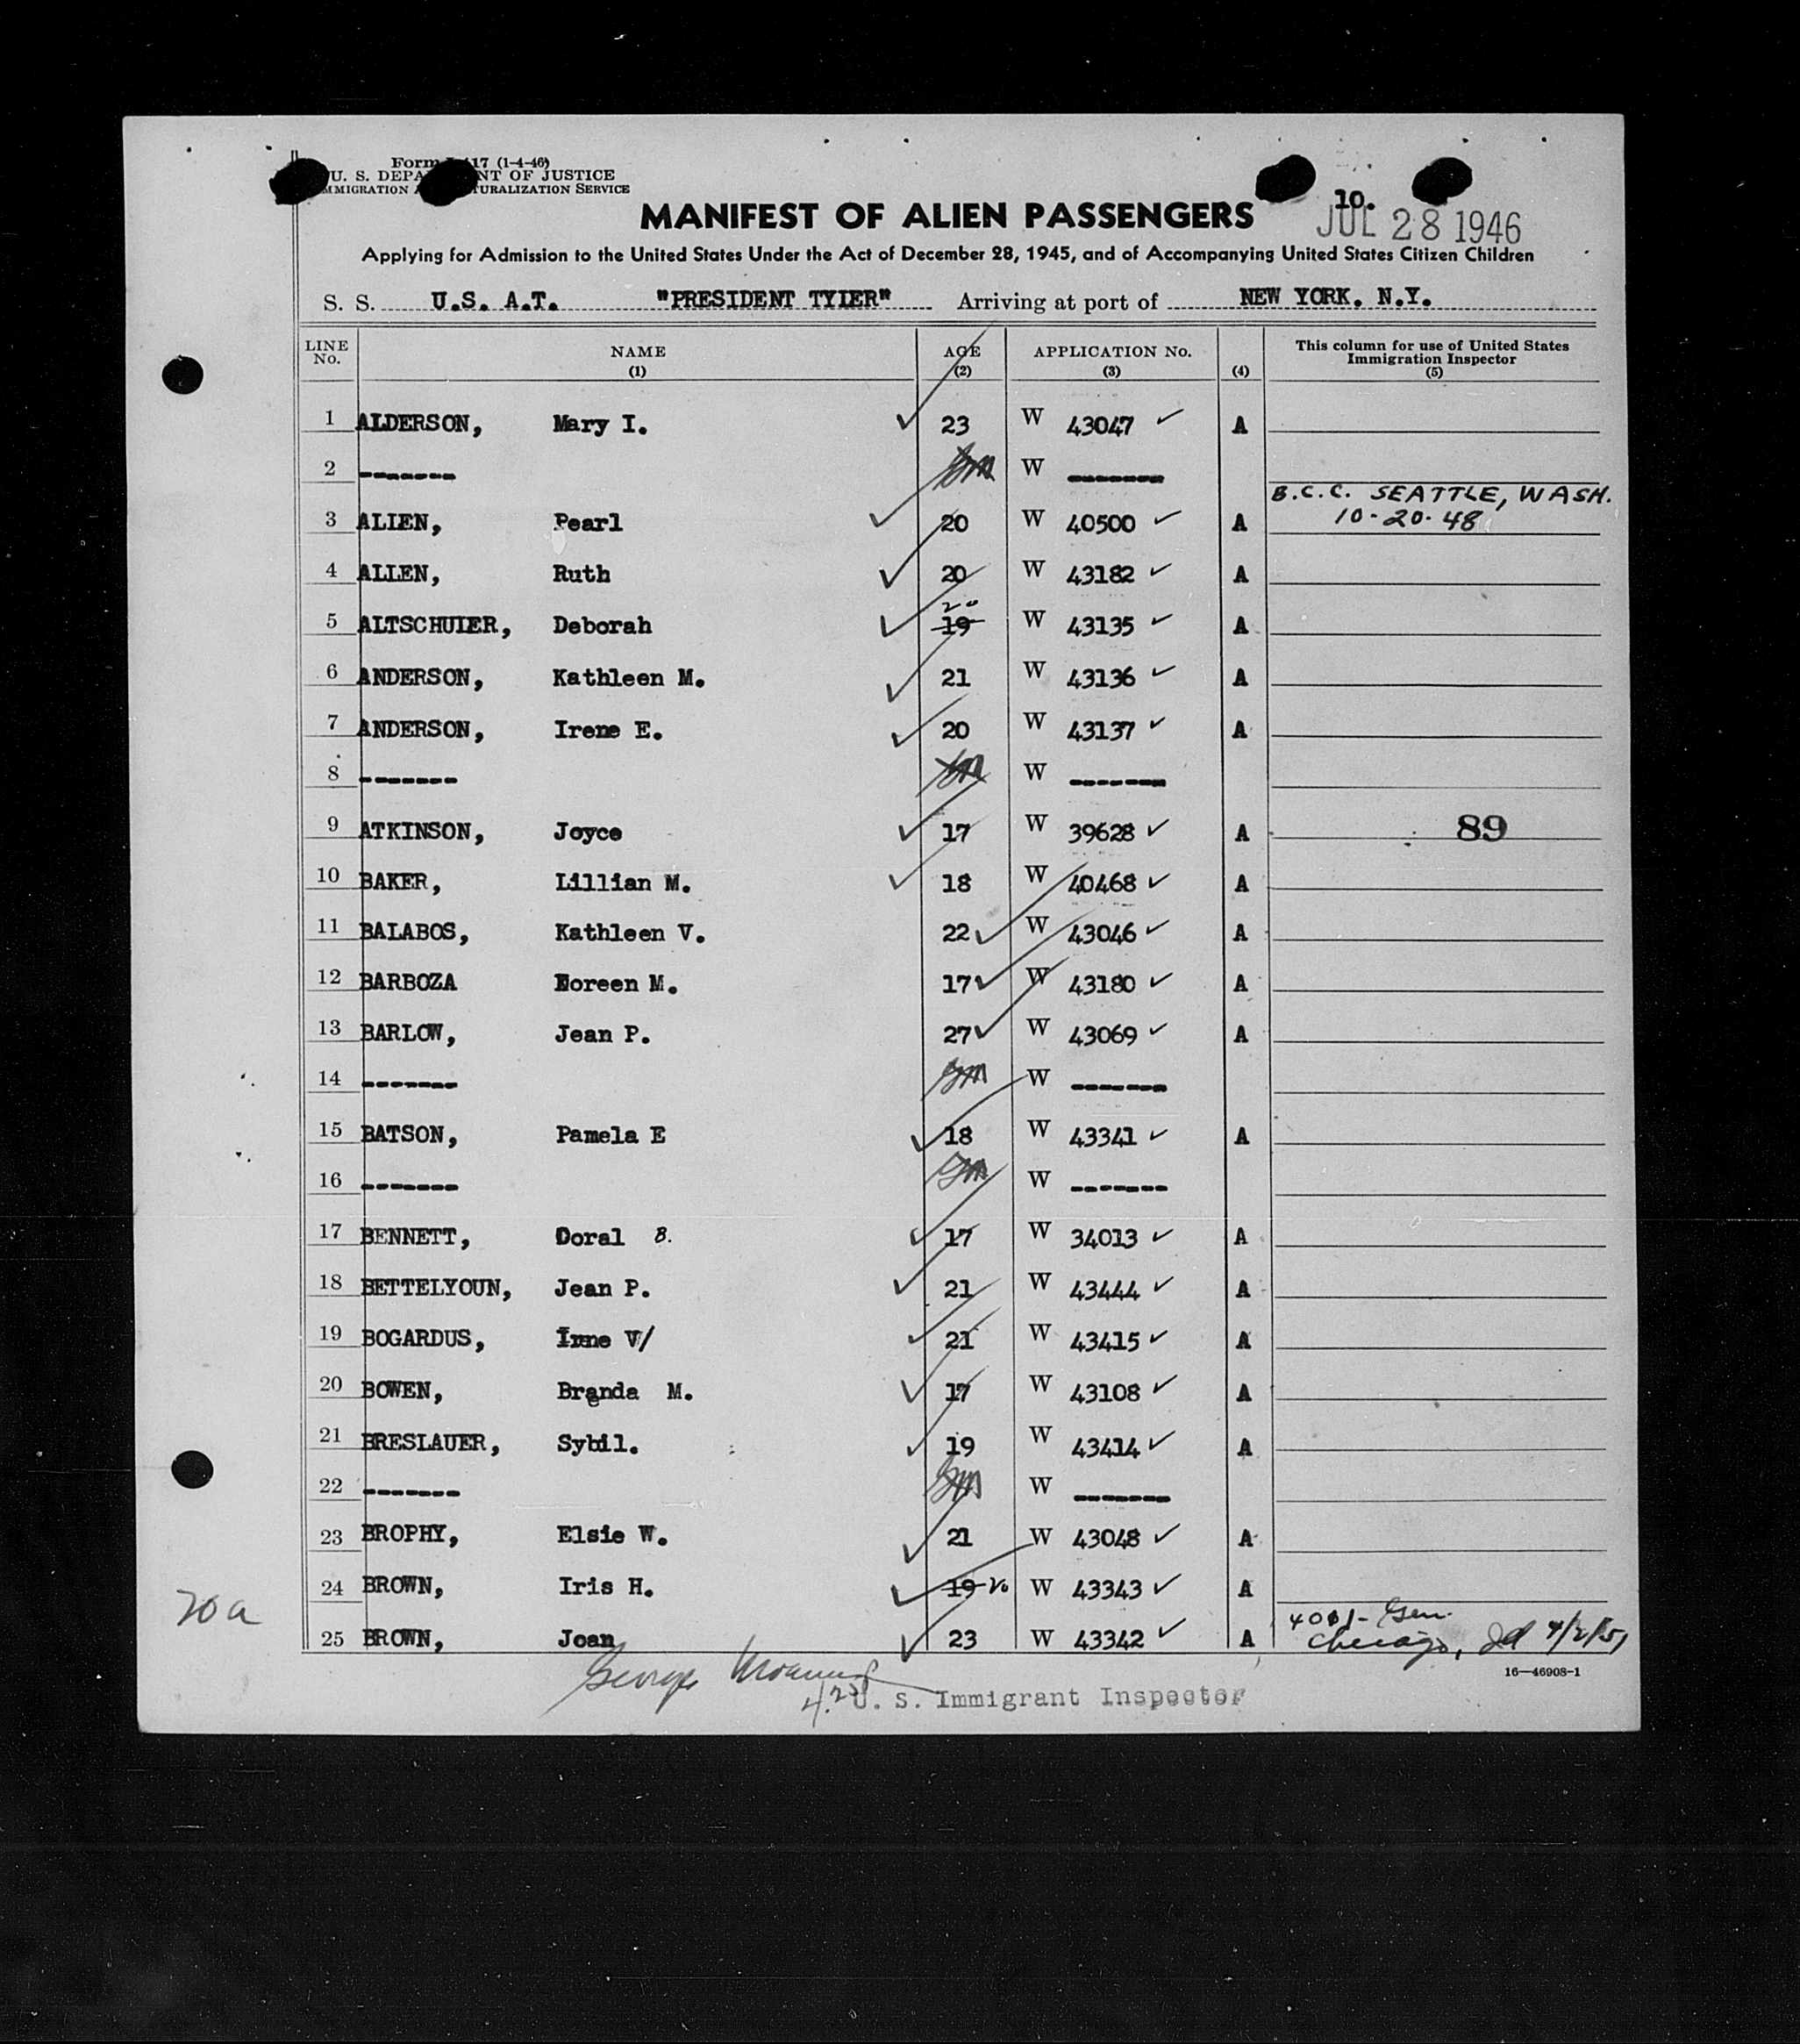 Form I-417 (1-4-46)
U. S. DEPARTMENT OF JUSTICE
IMMIGRATION AND NATURALIZATION SERVICE
10.
JUL 28 1946
MANIFEST OF ALIEN PASSENGERS
Applying for Admission to the United States Under the Act of December 28, 1945, and of Accompanying United States Citizen Children
S. S. U.S. A.T. "PRESIDENT TYIER" Arriving at port of NEW YORK. N.Y.
LINE No. NAME (1) AGE (2) APPLICATION No. (3) (4) This column for use of United States Immigration Inspector (5)
1 ALDERSON, Mary I. 23 W 43047 A
2 ------- W -------
B.C.C. SEATTLE, WASH.
3 ALIEN, Pearl 20 W 40500 A 10-20-48
4 ALLEN, Ruth 20 W 43182 A
20
5 ALTSCHUIER, Deborah 19 W 43135 A
6 ANDERSON, Kathleen M. 21 W 43136 A
7 ANDERSON, Irene E. 20 W 43137 A
8 ------- W -------
9 ATKINSON, Joyce 17 W 39628 A 89
10 BAKER, Lillian M. 18 W 40468 A
11 BALABOS, Kathleen V. 22 W 43046 A
12 BARBOZA Noreen M. 17 W 43180 A
13 BARLOW, Jean P. 27 W 43069 A
14 ------- W -------
15 BATSON, Pamela E 18 W 43341 A
16 ------- W -------
17 BENNETT, Doral B. 17 W 34013 A
18 BETTELYOUN, Jean P. 21 W 43444 A
19 BOGARDUS, V/ 21 W 43415 A
20 BOWEN, Brenda M. 17 W 43108 A
21 BRESLAUER, Sybil. 19 W 43414 A
22 ------- W -------
23 BROPHY, Elsie W. 21 W 43048 A
24 BROWN, Iris H. 19 20 W 43343 A
70a
Gen.
25 BROWN, Joan 23 W 43342 A Chicago,
16—46908-1
George
U. S. Immigrant Inspector